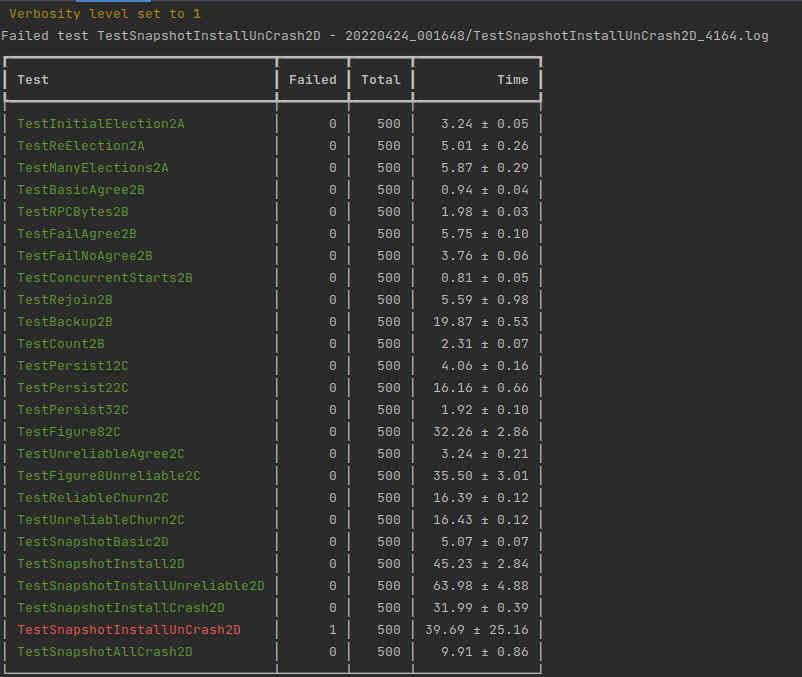 Verbosity level set to 1
Failed test TestSnapshotInstallUnCrash2D - 20220424_001648/TestSnapshotInstallUnCrash2D_4164.log
Test Failed Total Time
TestInitialElection2A 0 500 3.24 ± 0.05
TestReElection2A 0 500 5.01 ± 0.26
TestManyElections2A 0 500 5.87 ± 0.29
TestBasicAgree2B 0 500 0.94 ± 0.04
TestRPCBytes2B 0 500 1.98 ± 0.03
TestFailAgree2B 0 500 5.75 ± 0.10
TestFailNoAgree2B 0 500 3.76 ± 0.06
TestConcurrentStarts2B 0 500 0.81 ± 0.05
TestRejoin2B 0 500 5.59 ± 0.98
TestBackup2B 0 500 19.87 ± 0.53
TestCount2B 0 500 2.31 ± 0.07
TestPersist12C 0 500 4.06 ± 0.16
TestPersist22C 0 500 16.16 ± 0.66
TestPersist32C 0 500 1.92 ± 0.10
TestFigure82C 0 500 32.26 ± 2.86
TestUnreliableAgree2C 0 500 3.24 ± 0.21
TestFigure8Unreliable2C 0 500 35.50 ± 3.01
TestReliableChurn2C 0 500 16.39 ± 0.12
TestUnreliableChurn2C 0 500 16.43 ± 0.12
TestSnapshotBasic2D 0 500 5.07 ± 0.07
TestSnapshotInstall2D 0 500 45.23 ± 2.84
TestSnapshotInstallUnreliable2D 0 500 63.98 ± 4.88
TestSnapshotInstallCrash2D 0 500 31.99 ± 0.39
TestSnapshotInstallUnCrash2D 1 500 39.69 ± 25.16
TestSnapshotAllCrash2D 0 500 9.91 ± 0.86